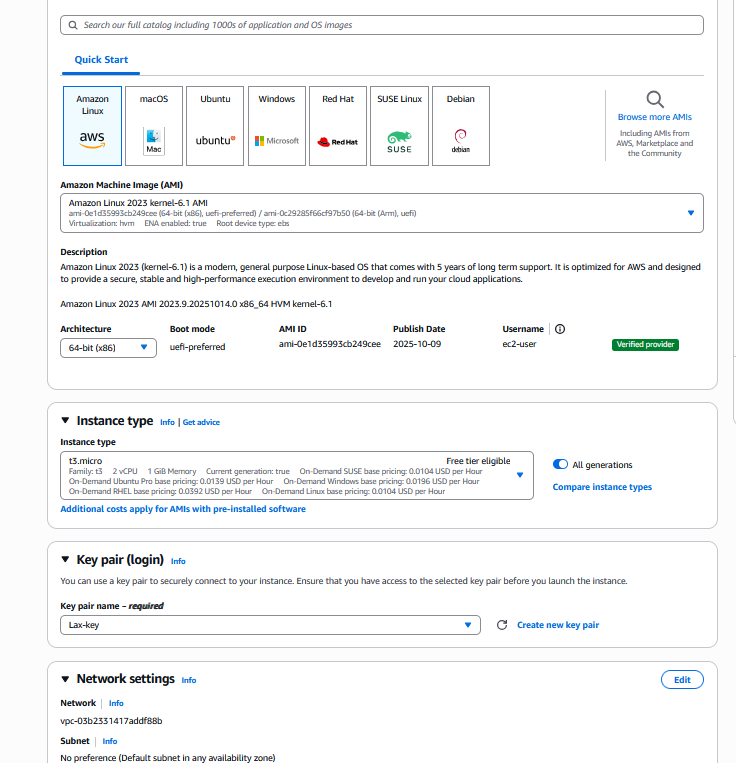 Search our full catalog including 1000s of application and OS images
Quick Start
Amazon Linux
aws
macOS
Mac
Ubuntu
ubuntu
Windows
Microsoft
Red Hat
Red Hat
SUSE Linux
SUSE
Debian
debian
Browse more AMIs
Including AMIs from
AWS, Marketplace and
the Community
Amazon Machine Image (AMI)
Amazon Linux 2023 kernel-6.1 AMI
ami-0e1d35993cb249cee (64-bit (x86), uefi-preferred) / ami-0c29285f66cf97b50 (64-bit (Arm), uefi)
Virtualization: hvm ENA enabled: true Root device type: ebs
Description
Amazon Linux 2023 (kernel-6.1) is a modern, general purpose Linux-based OS that comes with 5 years of long term support. It is optimized for AWS and designed
to provide a secure, stable and high-performance execution environment to develop and run your cloud applications.
Amazon Linux 2023 AMI 2023.9.20251014.0 x86_64 HVM kernel-6.1
Architecture Boot mode AMI ID Publish Date Username
64-bit (x86) uefi-preferred ami-0e1d35993cb249cee 2025-10-09 ec2-user Verified provider
Instance type Info | Get advice
Instance type
t3.micro Free tier eligible
Family: t3 2 vCPU 1 GiB Memory Current generation: true On-Demand SUSE base pricing: 0.0104 USD per Hour
On-Demand Ubuntu Pro base pricing: 0.0139 USD per Hour On-Demand Windows base pricing: 0.0196 USD per Hour
On-Demand RHEL base pricing: 0.0392 USD per Hour On-Demand Linux base pricing: 0.0104 USD per Hour
All generations
Compare instance types
Additional costs apply for AMIs with pre-installed software
Key pair (login) Info
You can use a key pair to securely connect to your instance. Ensure that you have access to the selected key pair before you launch the instance.
Key pair name – required
Lax-key
Create new key pair
Network settings Info
Edit
Network Info
vpc-03b2331417addf88b
Subnet Info
No preference (Default subnet in any availability zone)